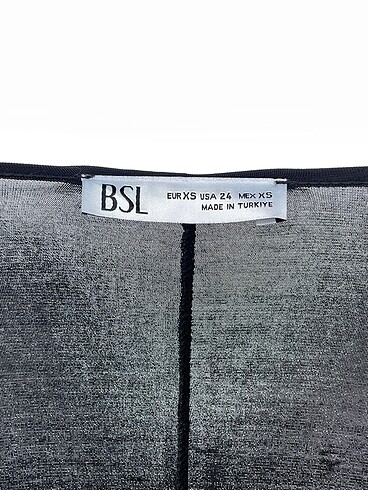 BSL
EUR XS USA 24 MEX XS
MADE IN TURKIYE